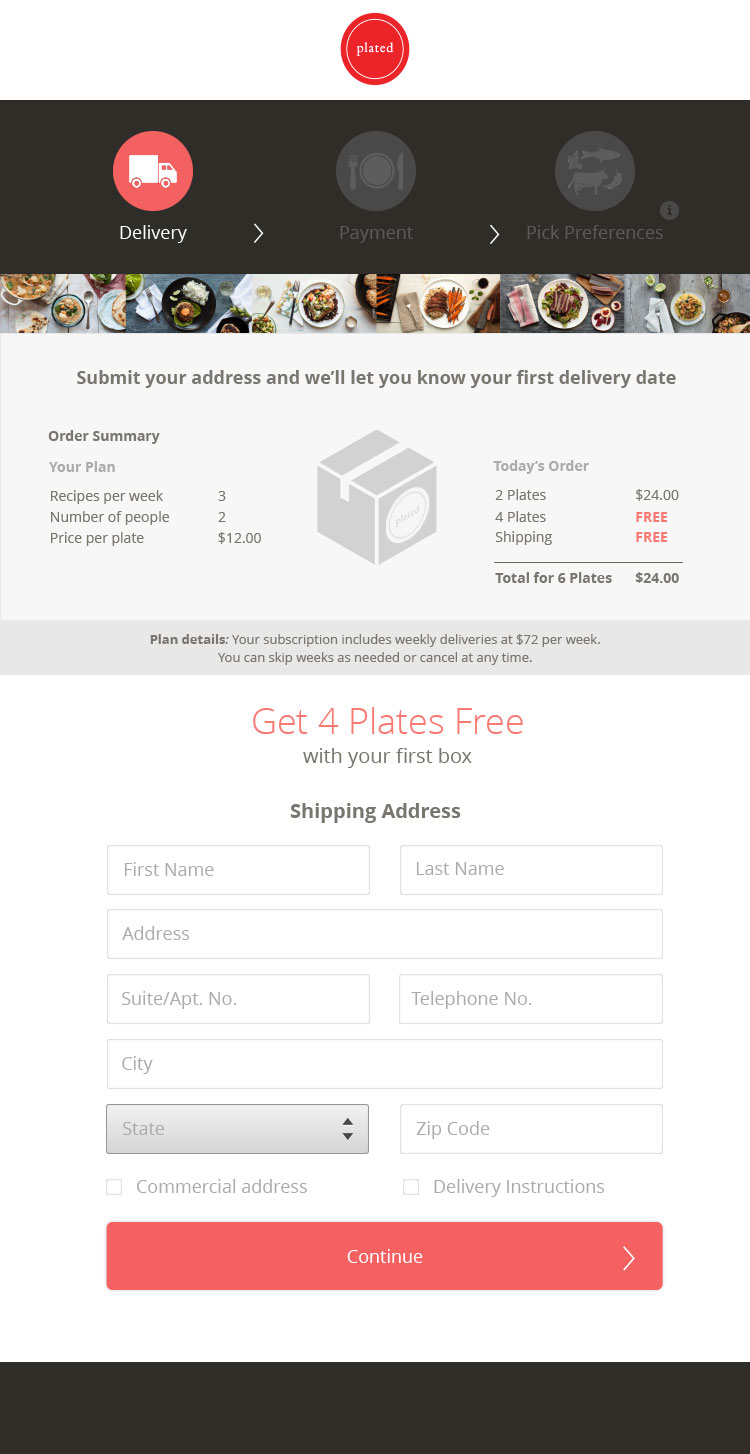 plated
Delivery
Payment
Pick Preferences
i
Submit your address and we’ll let you know your first delivery date
Order Summary
Your Plan
Recipes per week 3
Number of people 2
Price per plate $12.00
plated
Today’s Order
2 Plates $24.00
4 Plates FREE
Shipping FREE
Total for 6 Plates $24.00
Plan details: Your subscription includes weekly deliveries at $72 per week.
You can skip weeks as needed or cancel at any time.
Get 4 Plates Free
with your first box
Shipping Address
First Name
Last Name
Address
Suite/Apt. No.
Telephone No.
City
State
Zip Code
Commercial address
Delivery Instructions
Continue